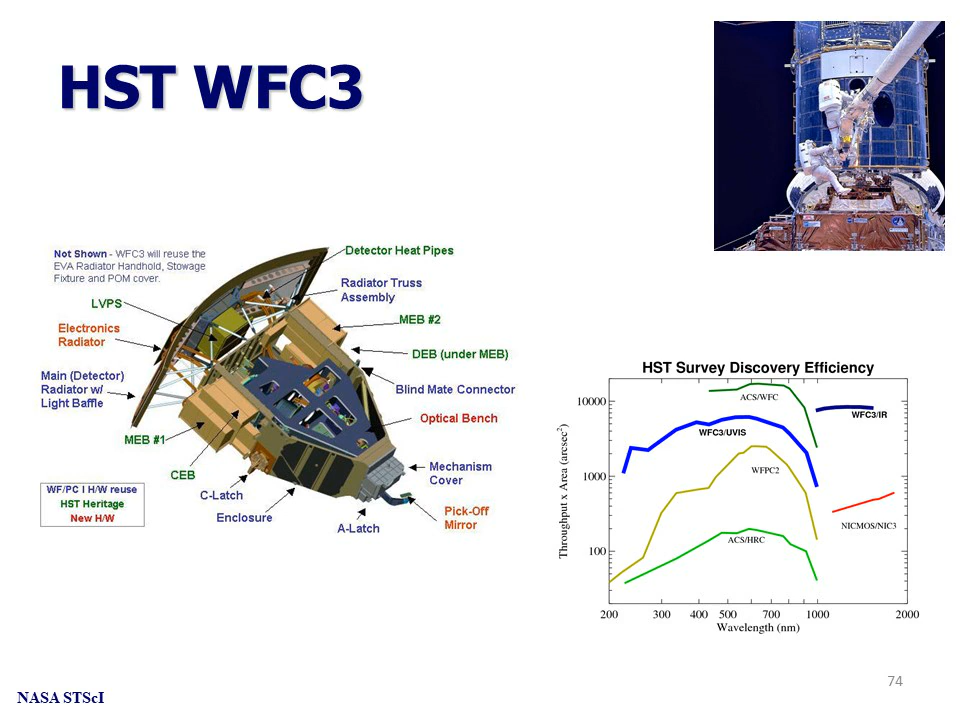 HST WFC3
Not Shown - WFC3 will reuse the
EVA Radiator Handhold, Stowage
Fixture and POM cover.
Detector Heat Pipes
Radiator Truss
Assembly
LVPS
MEB #2
Electronics
Radiator
DEB (under MEB)
Main (Detector)
Radiator w/
Light Baffle
Blind Mate Connector
Optical Bench
MEB #1
CEB
Mechanism
Cover
C-Latch
Enclosure
A-Latch
Pick-Off
Mirror
WF/PC I H/W reuse
HST Heritage
New H/W
HST Survey Discovery Efficiency
Throughput x Area (arcsec²)
10000
1000
100
ACS/WFC
WFC3/IR
WFC3/UVIS
WFPC2
NICMOS/NIC3
ACS/HRC
200 300 400 500 700 1000 2000
Wavelength (nm)
74
NASA STScI